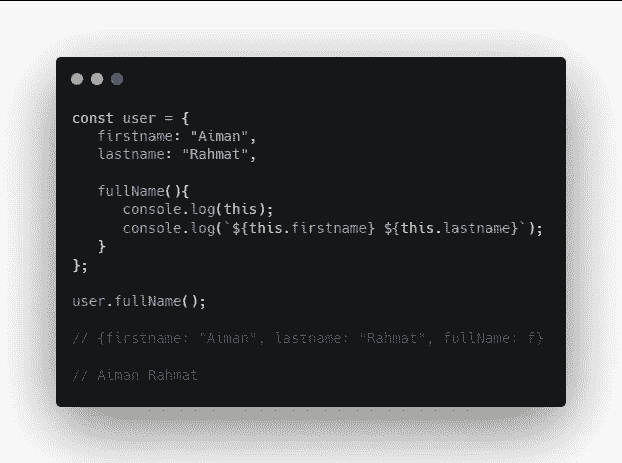 const user = {
   firstname: "Aiman",
   lastname: "Rahmat",

   fullName(){
      console.log(this);
      console.log(`${this.firstname} ${this.lastname}`);
   }
};

user.fullName();

// {firstname: "Aiman", lastname: "Rahmat", fullName: f}

// Aiman Rahmat